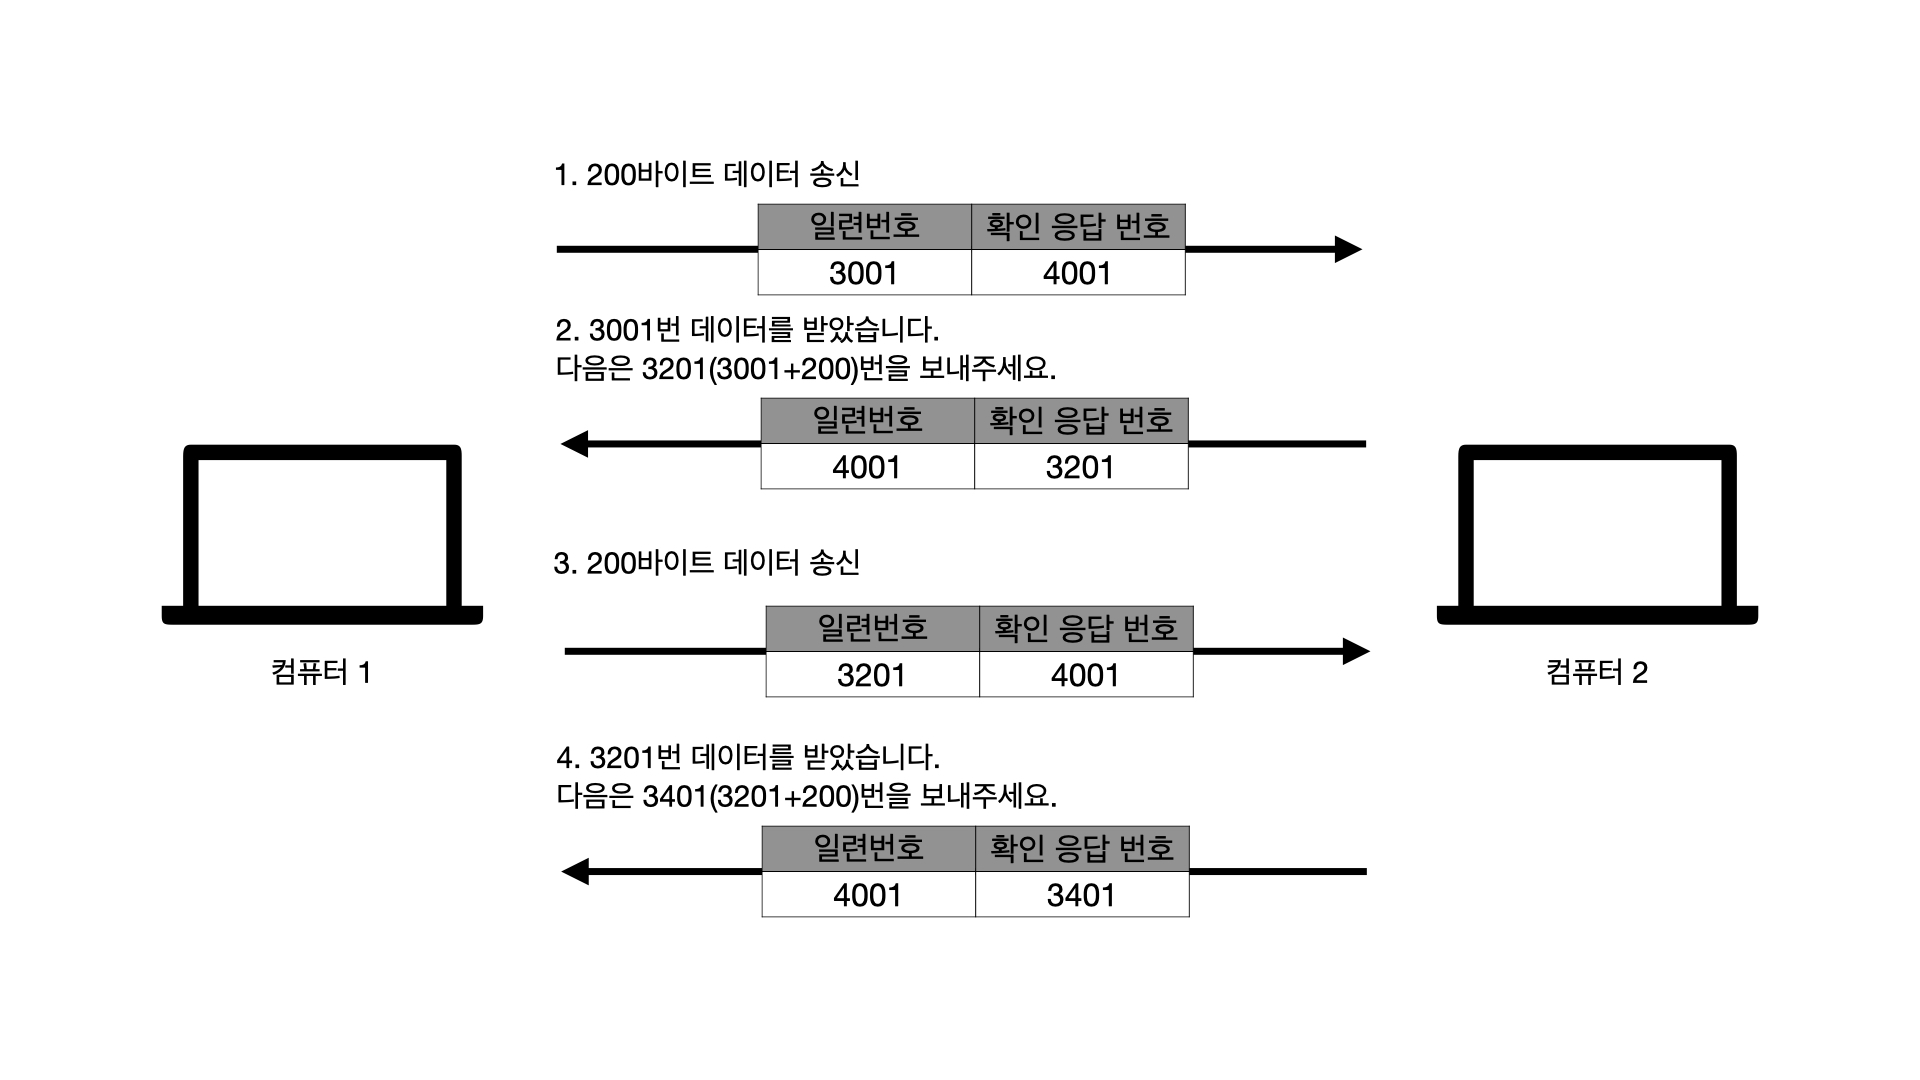 1. 200바이트 데이터 송신
일련번호 확인 응답 번호
3001 4001
2. 3001번 데이터를 받았습니다.
다음은 3201(3001+200)번을 보내주세요.
일련번호 확인 응답 번호
4001 3201
3. 200바이트 데이터 송신
일련번호 확인 응답 번호
3201 4001
컴퓨터 1
컴퓨터 2
4. 3201번 데이터를 받았습니다.
다음은 3401(3201+200)번을 보내주세요.
일련번호 확인 응답 번호
4001 3401